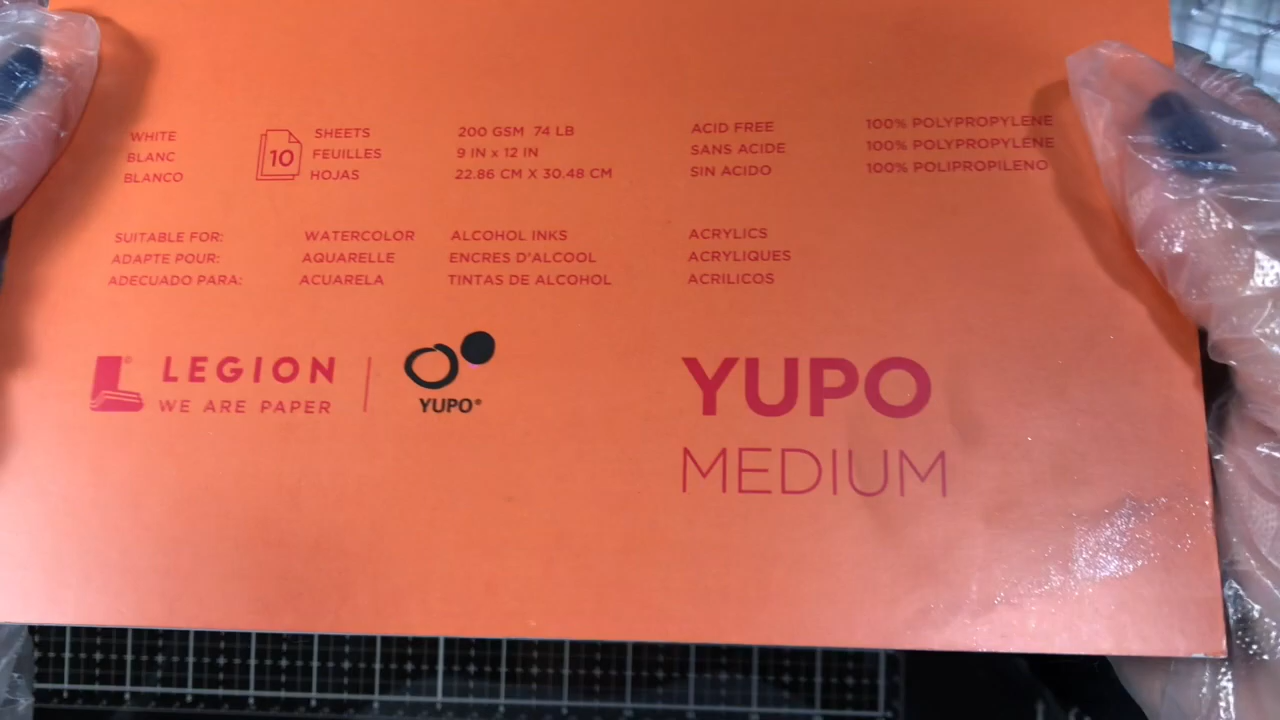 WHITE
BLANC
BLANCO
10
SHEETS
FEUILLES
HOJAS
200 GSM 74 LB
9 IN x 12 IN
22.86 CM X 30.48 CM
ACID FREE
SANS ACIDE
SIN ACIDO
100% POLYPROPYLENE
100% POLYPROPYLENE
100% POLIPROPILENO
SUITABLE FOR:
ADAPTE POUR:
ADECUADO PARA:
WATERCOLOR
AQUARELLE
ACUARELA
ALCOHOL INKS
ENCRES D'ALCOOL
TINTAS DE ALCOHOL
ACRYLICS
ACRYLIQUES
ACRILICOS
LEGION
WE ARE PAPER
YUPO®
YUPO
MEDIUM